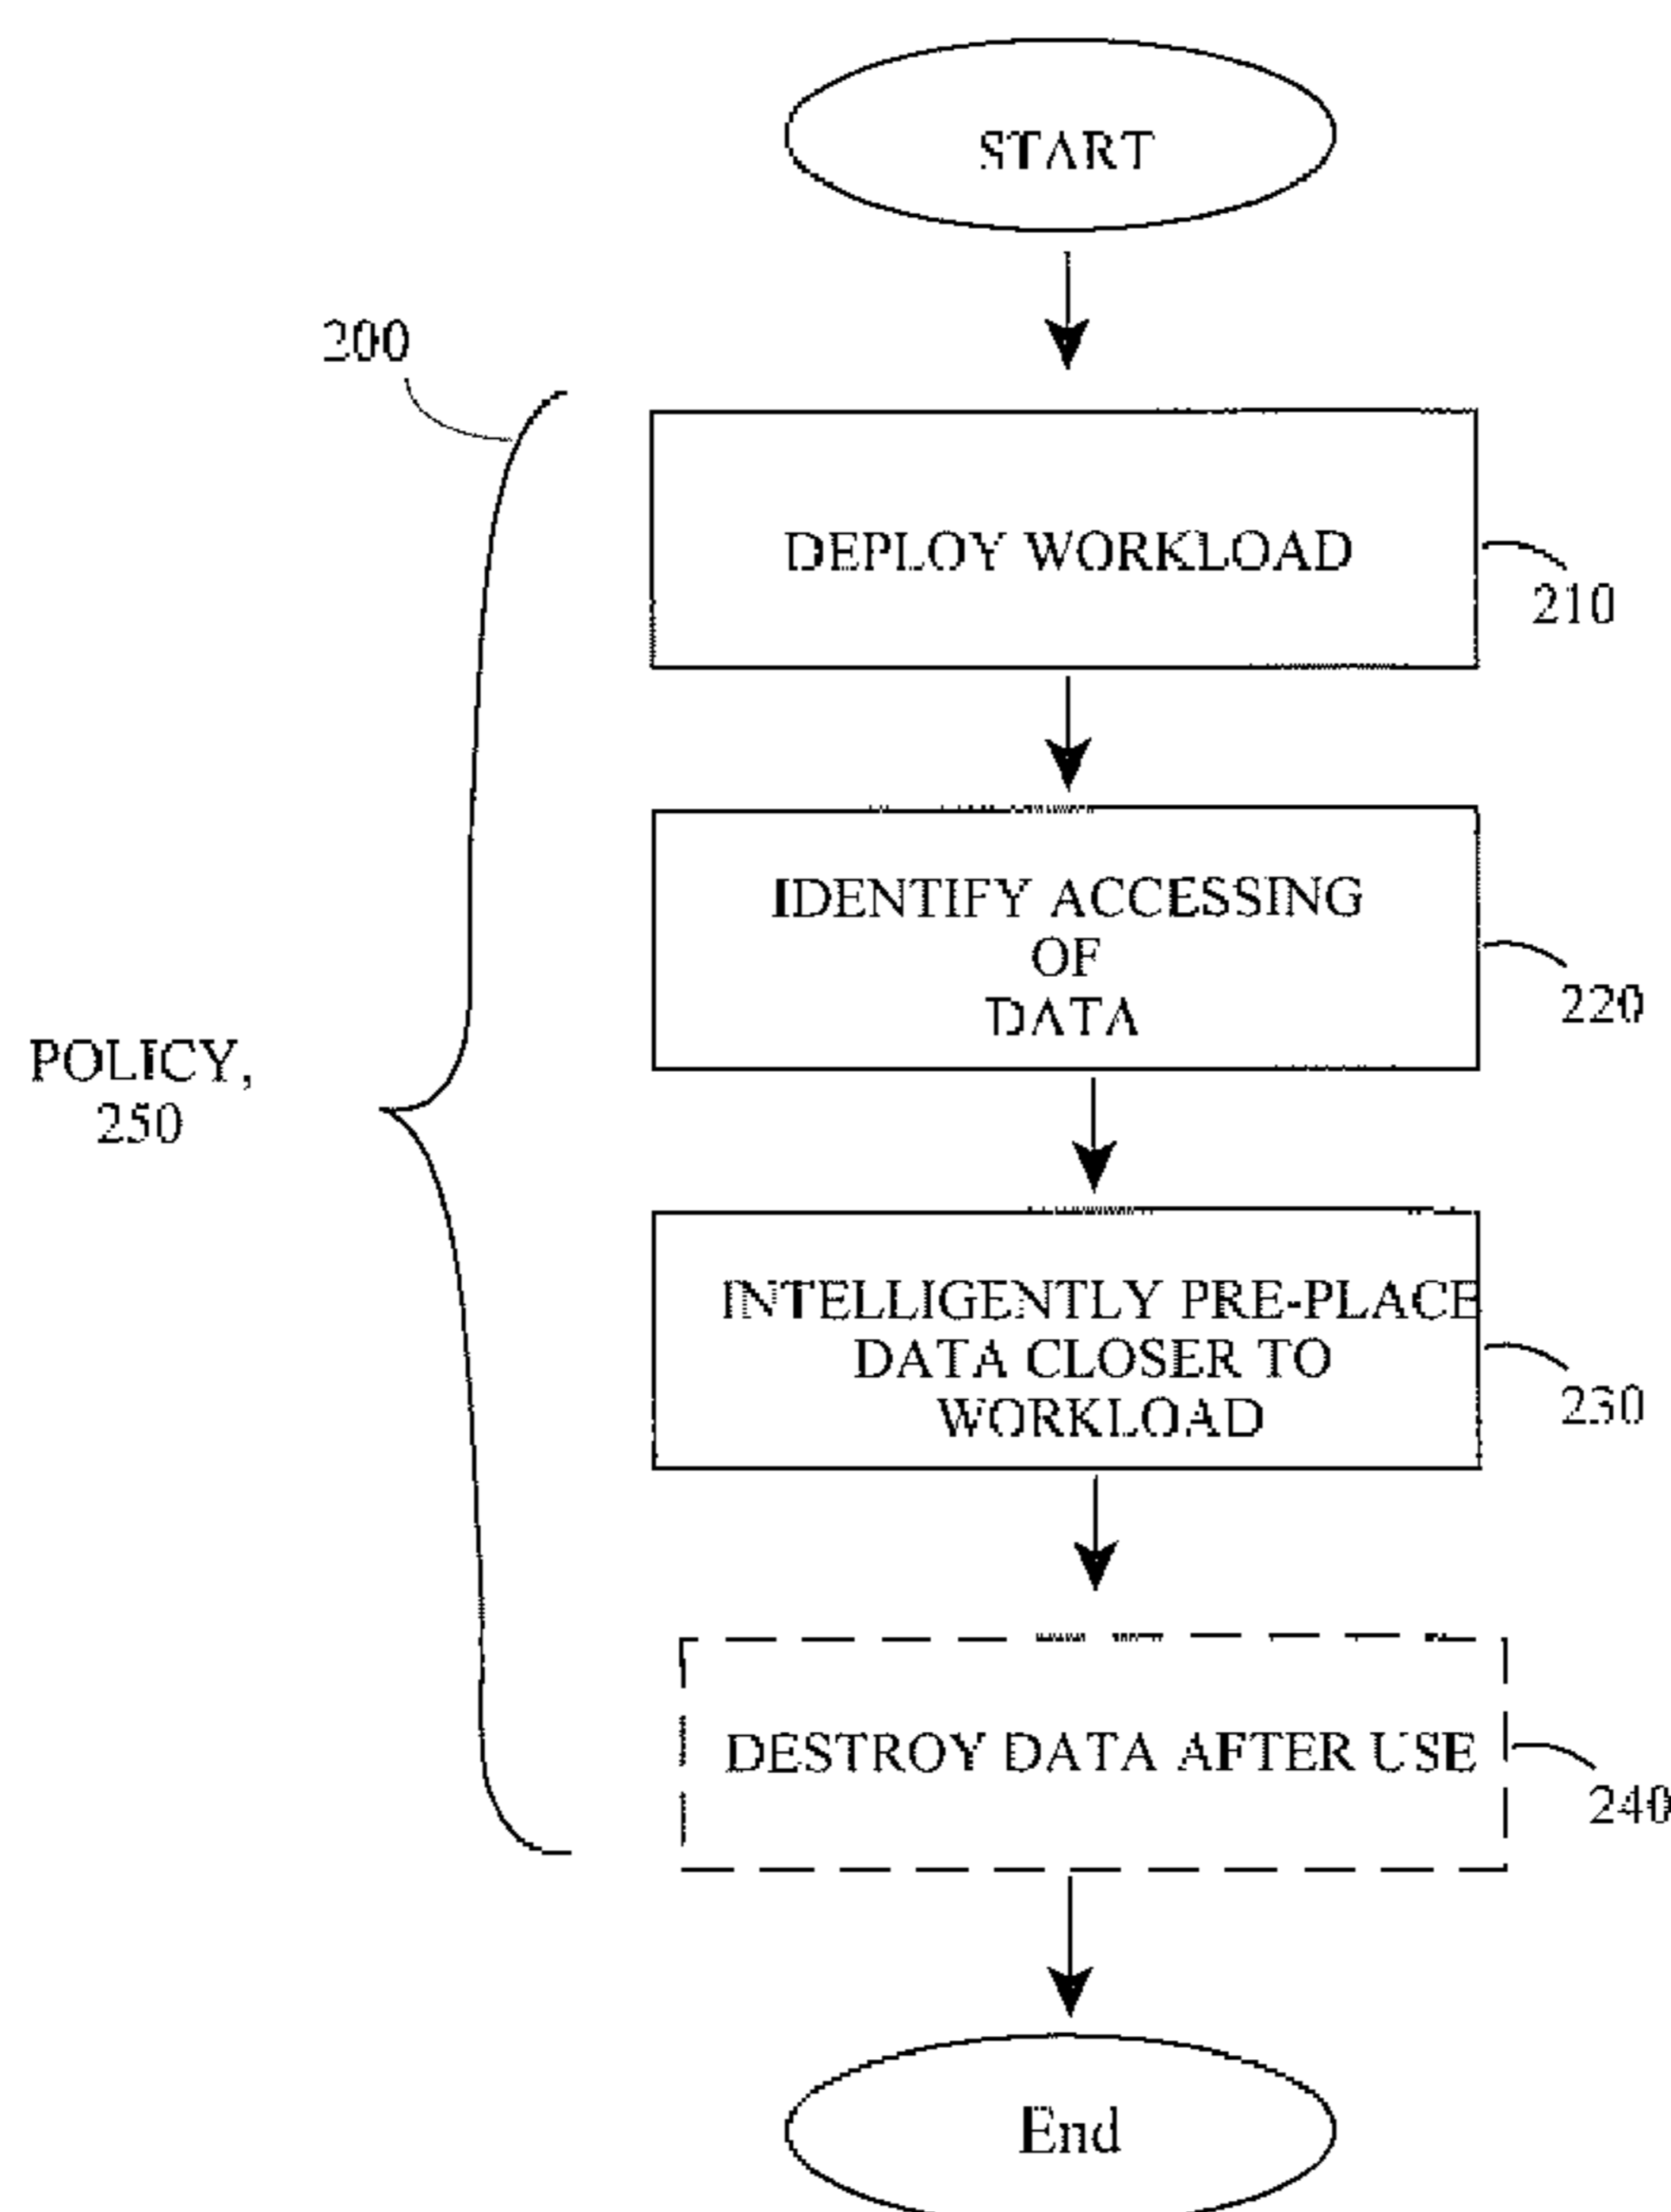 START
200
DEPLOY WORKLOAD
210
IDENTIFY ACCESSING
OF
DATA
220
POLICY,
250
INTELLIGENTLY PRE-PLACE
DATA CLOSER TO
WORKLOAD
230
DESTROY DATA AFTER USE
240
End